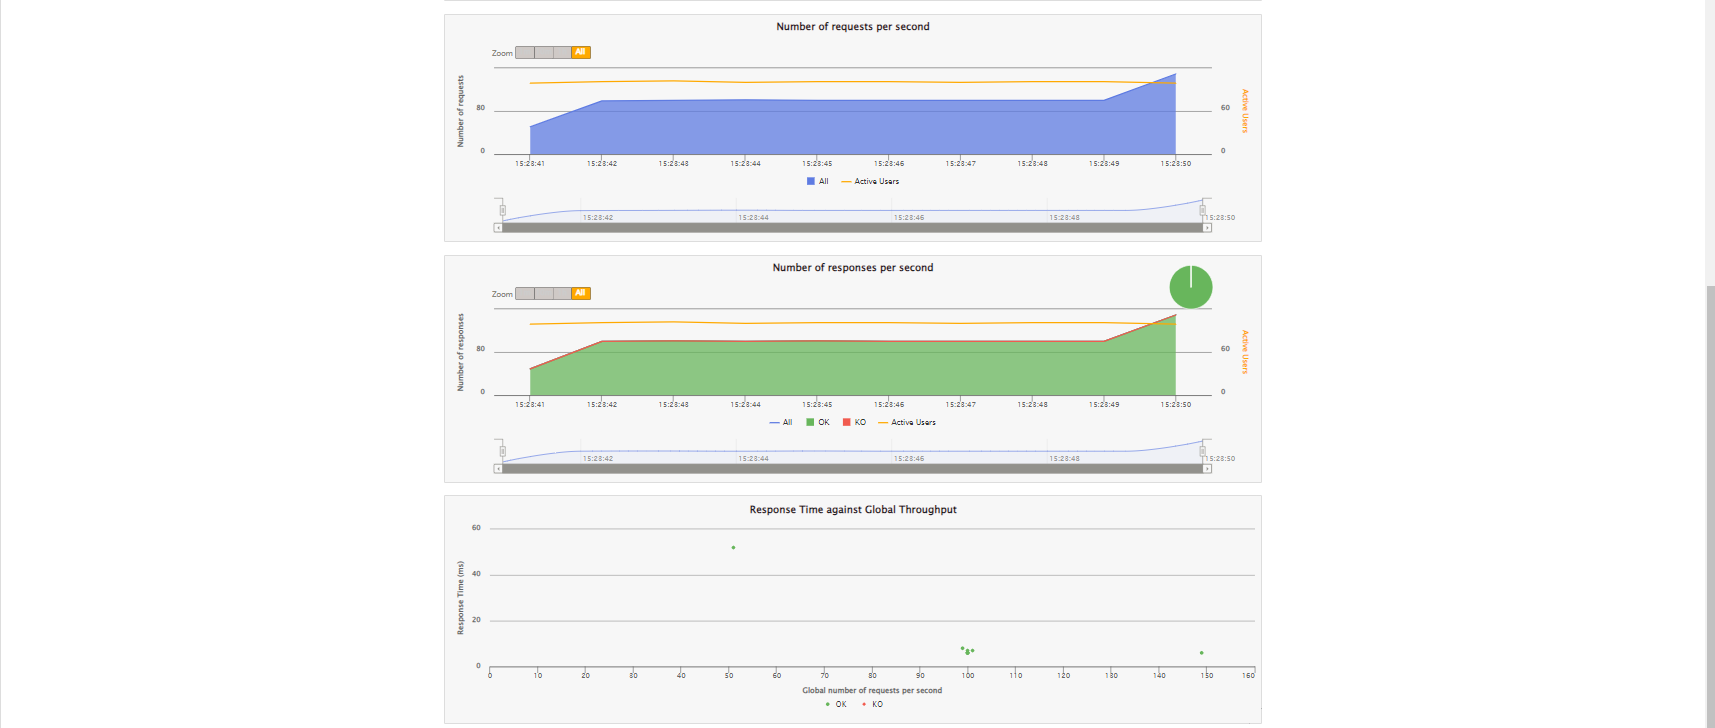 Number of requests per second
Zoom All
Number of requests
Active Users
80 60
0 0
15:28:41 15:28:42 15:28:43 15:28:44 15:28:45 15:28:46 15:28:47 15:28:48 15:28:49 15:28:50
All Active Users
15:28:42 15:28:44 15:28:46 15:28:48 15:28:50
Number of responses per second
Zoom All
Number of responses
Active Users
80 60
0 0
15:28:41 15:28:42 15:28:43 15:28:44 15:28:45 15:28:46 15:28:47 15:28:48 15:28:49 15:28:50
All OK KO Active Users
15:28:42 15:28:44 15:28:46 15:28:48 15:28:50
Response Time against Global Throughput
Response Time (ms)
60
40
20
0
0 10 20 30 40 50 60 70 80 90 100 110 120 130 140 150 160
Global number of requests per second
OK KO